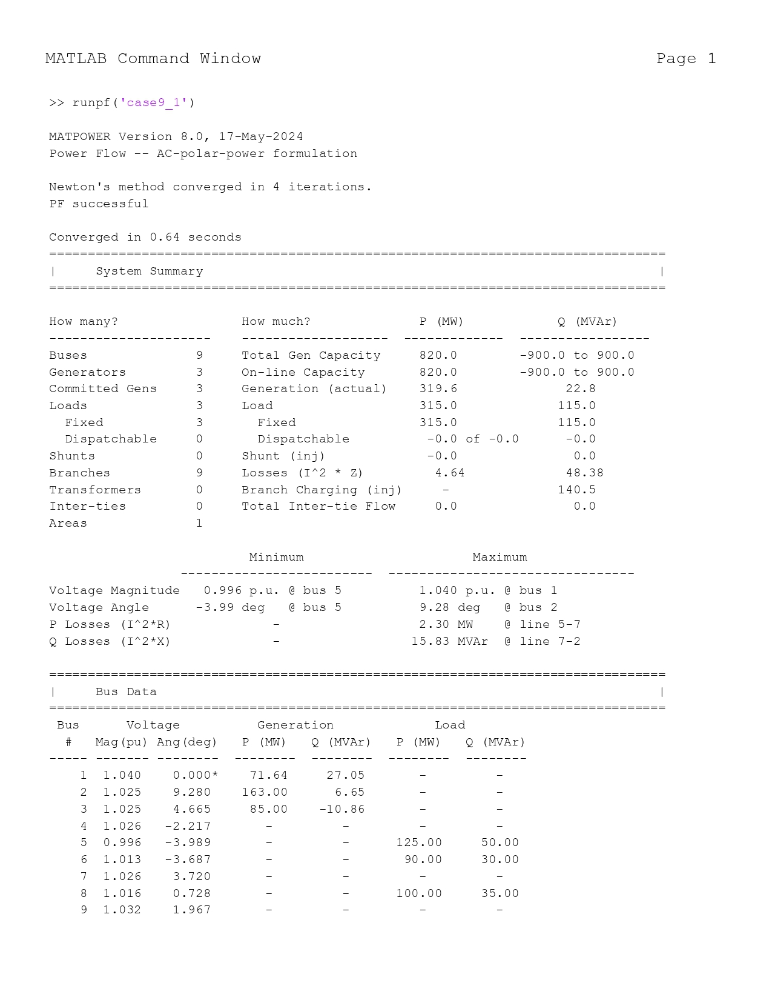 MATLAB Command Window                                                Page 1
>> runpf('case9_1')
MATPOWER Version 8.0, 17-May-2024
Power Flow -- AC-polar-power formulation
Newton's method converged in 4 iterations.
PF successful
Converged in 0.64 seconds
================================================================================
|     System Summary                                                           |
================================================================================
How many?                How much?              P (MW)            Q (MVAr)
---------------------    -------------------  -------------  -----------------
Buses              9     Total Gen Capacity     820.0        -900.0 to 900.0
Generators         3     On-line Capacity       820.0        -900.0 to 900.0
Committed Gens     3     Generation (actual)    319.6              22.8
Loads              3     Load                   315.0             115.0
  Fixed            3       Fixed                315.0             115.0
  Dispatchable     0       Dispatchable          -0.0 of -0.0      -0.0
Shunts             0     Shunt (inj)             -0.0               0.0
Branches           9     Losses (I^2 * Z)         4.64             48.38
Transformers       0     Branch Charging (inj)     -              140.5
Inter-ties         0     Total Inter-tie Flow     0.0               0.0
Areas              1
                          Minimum                      Maximum
                 -------------------------  --------------------------------
Voltage Magnitude   0.996 p.u. @ bus 5          1.040 p.u. @ bus 1
Voltage Angle      -3.99 deg   @ bus 5          9.28 deg   @ bus 2
P Losses (I^2*R)             -                  2.30 MW    @ line 5-7
Q Losses (I^2*X)             -                 15.83 MVAr  @ line 7-2
================================================================================
|     Bus Data                                                                 |
================================================================================
 Bus      Voltage          Generation             Load
  #   Mag(pu) Ang(deg)   P (MW)   Q (MVAr)   P (MW)   Q (MVAr)
----- ------- --------  --------  --------  --------  --------
    1  1.040    0.000*    71.64     27.05       -         -
    2  1.025    9.280    163.00      6.65       -         -
    3  1.025    4.665     85.00    -10.86       -         -
    4  1.026   -2.217       -         -         -         -
    5  0.996   -3.989       -         -      125.00     50.00
    6  1.013   -3.687       -         -       90.00     30.00
    7  1.026    3.720       -         -         -         -
    8  1.016    0.728       -         -      100.00     35.00
    9  1.032    1.967       -         -         -         -